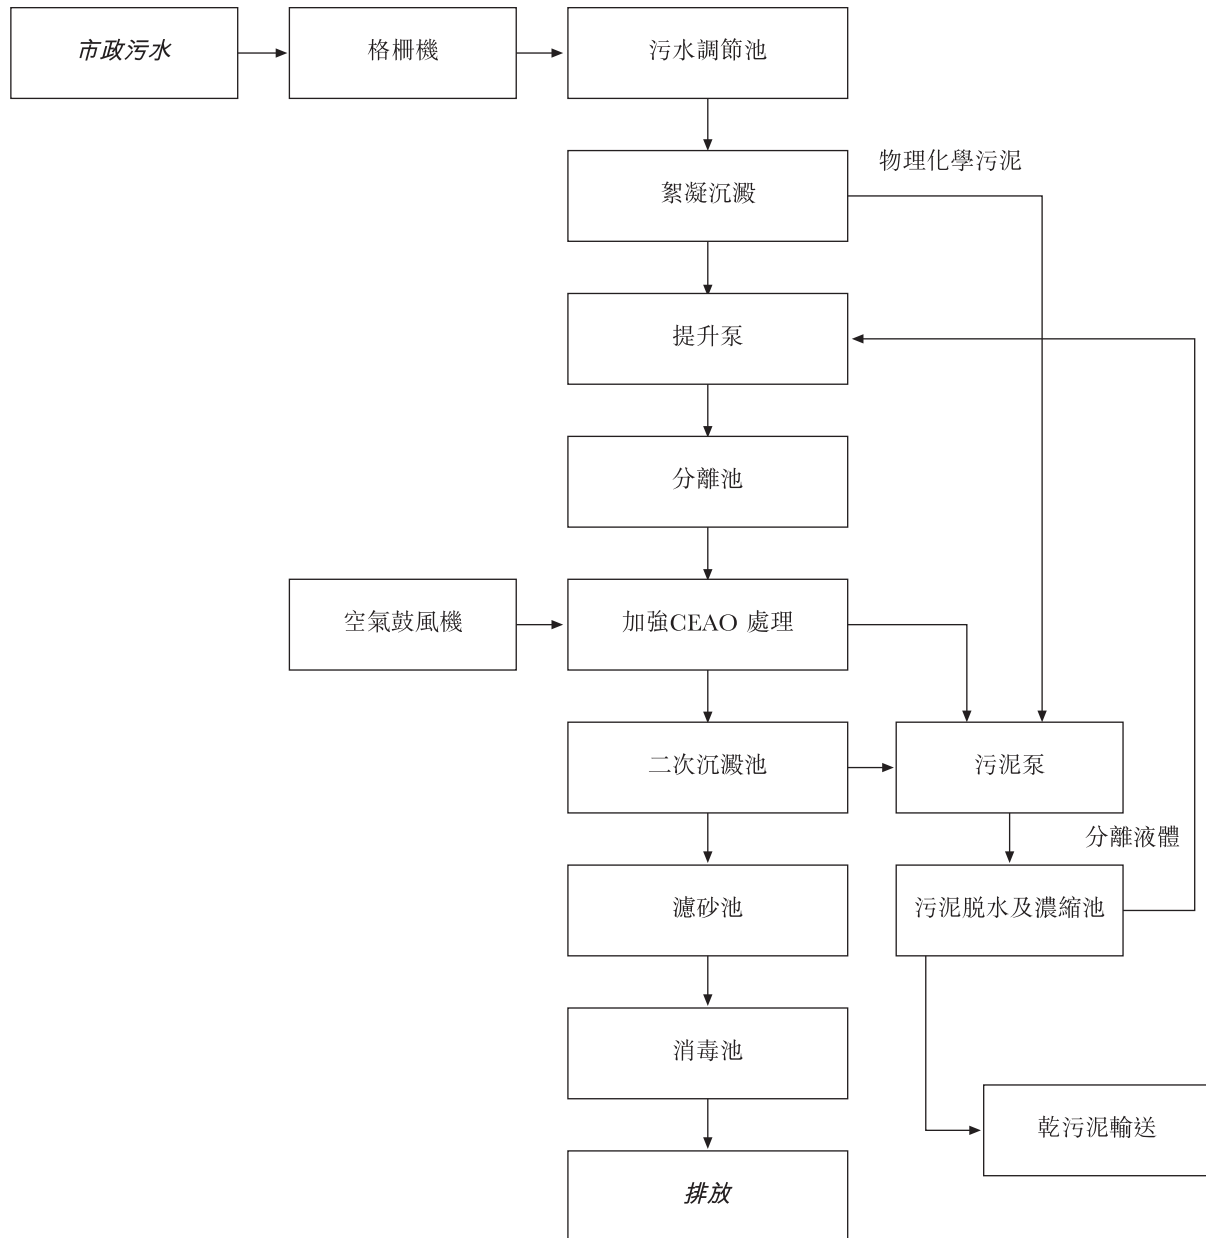 市政污水
格柵機
污水調節池
物理化學污泥
絮凝沉澱
提升泵
分離池
空氣鼓風機
加強CEAO 處理
二次沉澱池
污泥泵
分離液體
濾砂池
污泥脱水及濃縮池
消毒池
乾污泥輸送
排放